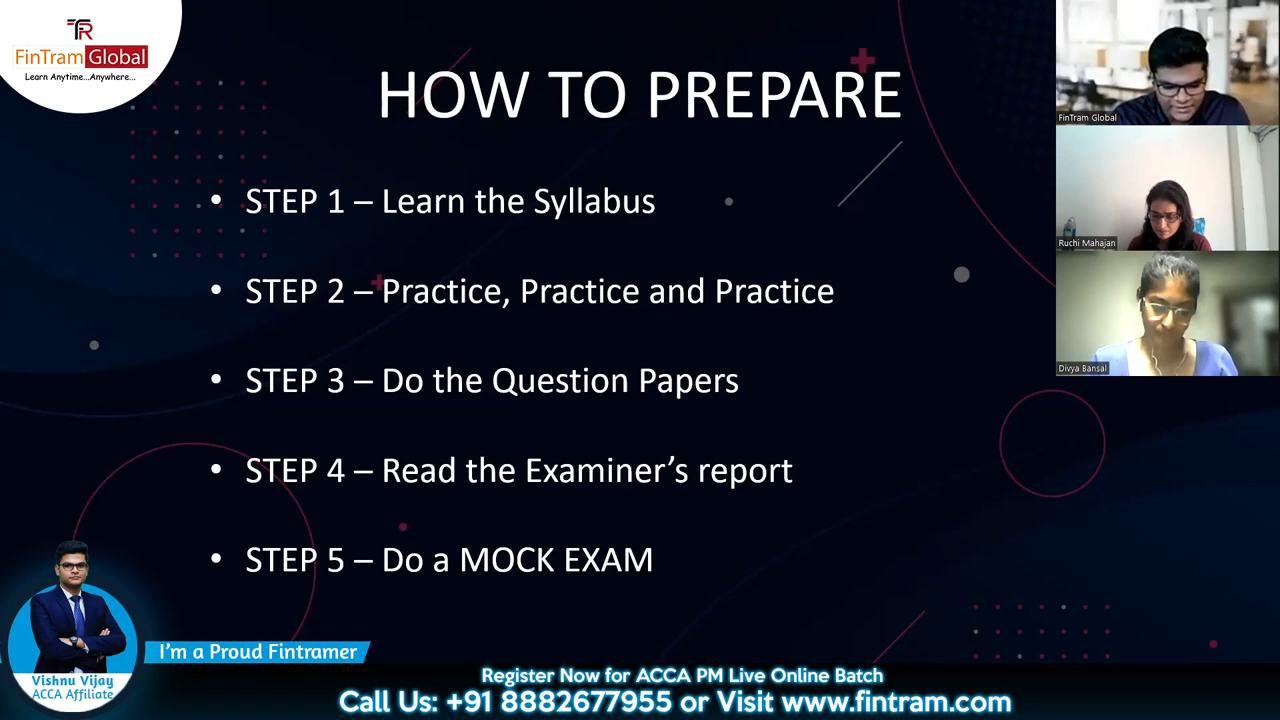 FR
FinTram Global
Learn Anytime...Anywhere...
HOW TO PREPARE
• STEP 1 – Learn the Syllabus
• STEP 2 – Practice, Practice and Practice
• STEP 3 – Do the Question Papers
• STEP 4 – Read the Examiner’s report
• STEP 5 – Do a MOCK EXAM
FinTram Global
Ruchi Mahajan
Divya Bansal
I’m a Proud Fintramer
Vishnu Vijay
ACCA Affiliate
Register Now for ACCA PM Live Online Batch
Call Us: +91 8882677955 or Visit www.fintram.com